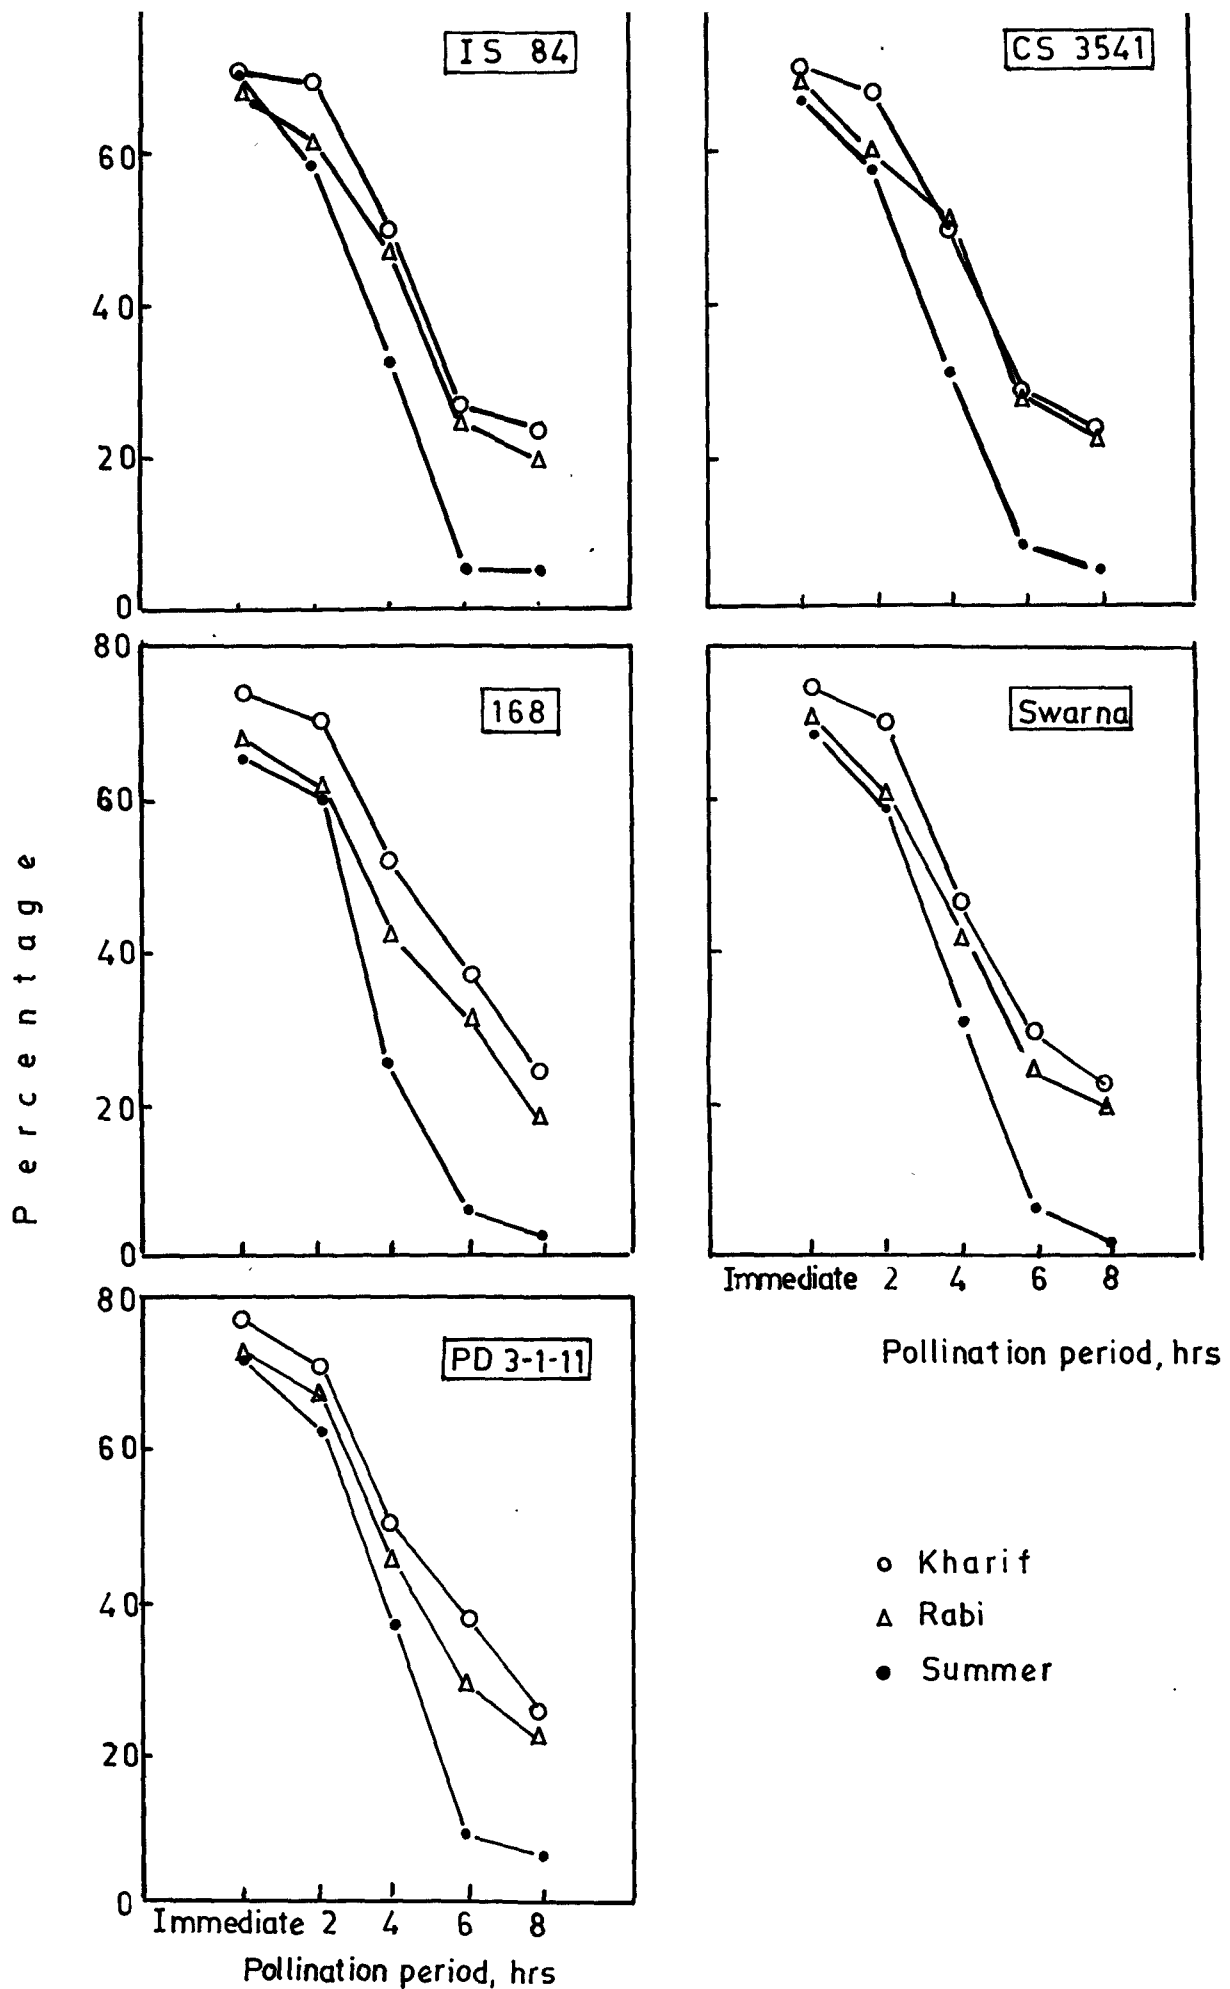 IS 84
60
40
20
0
CS 3541
Percentage
80
168
60
40
20
0
Swarna
Immediate 2 4 6 8
Pollination period, hrs
80
PD 3-1-11
60
40
20
0
Immediate 2 4 6 8
Pollination period, hrs
Kharif
Rabi
Summer